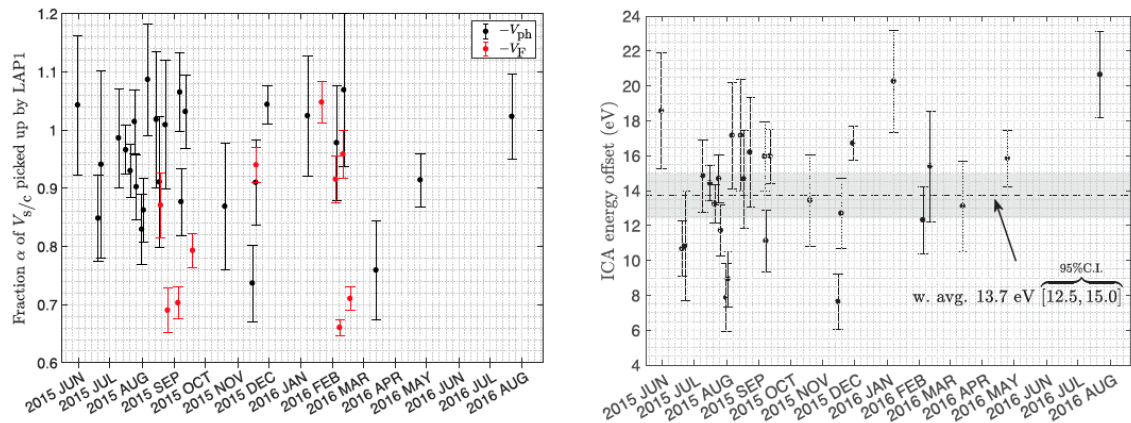 Fraction α of V_s/c picked up by LAP1
1.2
1.1
1
0.9
0.8
0.7
0.6
−V_ph
−V_F
2015 JUN
2015 JUL
2015 AUG
2015 SEP
2015 OCT
2015 NOV
2015 DEC
2016 JAN
2016 FEB
2016 MAR
2016 APR
2016 MAY
2016 JUN
2016 JUL
2016 AUG
ICA energy offset (eV)
24
22
20
18
16
14
12
10
8
6
4
95%C.I.
w. avg. 13.7 eV [12.5, 15.0]
2015 JUN
2015 JUL
2015 AUG
2015 SEP
2015 OCT
2015 NOV
2015 DEC
2016 JAN
2016 FEB
2016 MAR
2016 APR
2016 MAY
2016 JUN
2016 JUL
2016 AUG